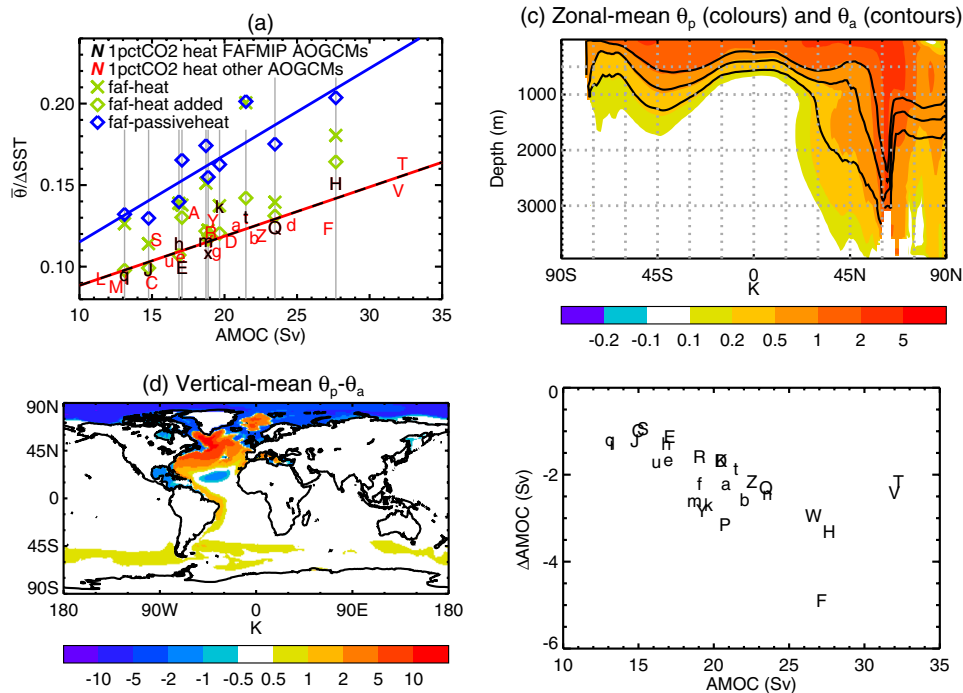 (a)
N 1pctCO2 heat FAFMIP AOGCMs
N 1pctCO2 heat other AOGCMs
faf-heat
faf-heat added
faf-passiveheat
θ̅/ΔSST
0.20
0.15
0.10
L M q J C S u h a E A m R x Y g k D a t b Z Q d F H T V
10 15 20 25 30 35
AMOC (Sv)
(c) Zonal-mean θp (colours) and θa (contours)
Depth (m)
1000
2000
3000
90S 45S 0 45N 90N
K
-0.2 -0.1 0.1 0.2 0.5 1 2 5
(d) Vertical-mean θp-θa
90N
45N
0
45S
90S
180 90W 0 90E 180
K
-10 -5 -2 -1 -0.5 0.5 1 2 5 10
ΔAMOC (Sv)
0
-2
-4
-6
q J S E u e R f m Y k a t P b Z Q n W H F T V
10 15 20 25 30 35
AMOC (Sv)